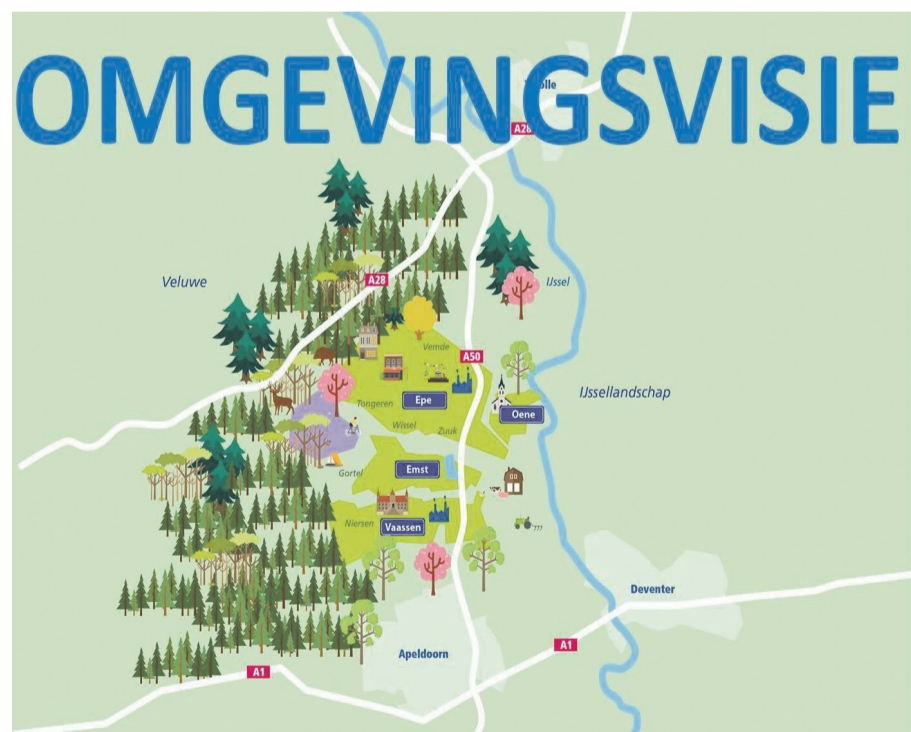 OMGEVINGSVISIE
A28
Veluwe
A28
IJssel
Vemde
A50
IJssellandschap
Epe
Tongeren
Oene
Wissel
Zuuk
Emst
Gortel
Niersen
Vaassen
Deventer
A1
Apeldoorn
A1